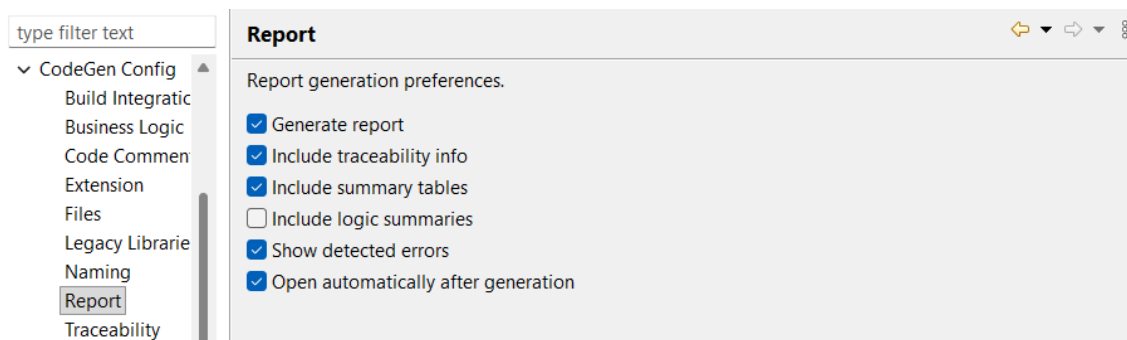 type filter text
CodeGen Config
Build Integratic
Business Logic
Code Commen
Extension
Files
Legacy Librarie
Naming
Report
Traceability
Report
Report generation preferences.
Generate report
Include traceability info
Include summary tables
Include logic summaries
Show detected errors
Open automatically after generation